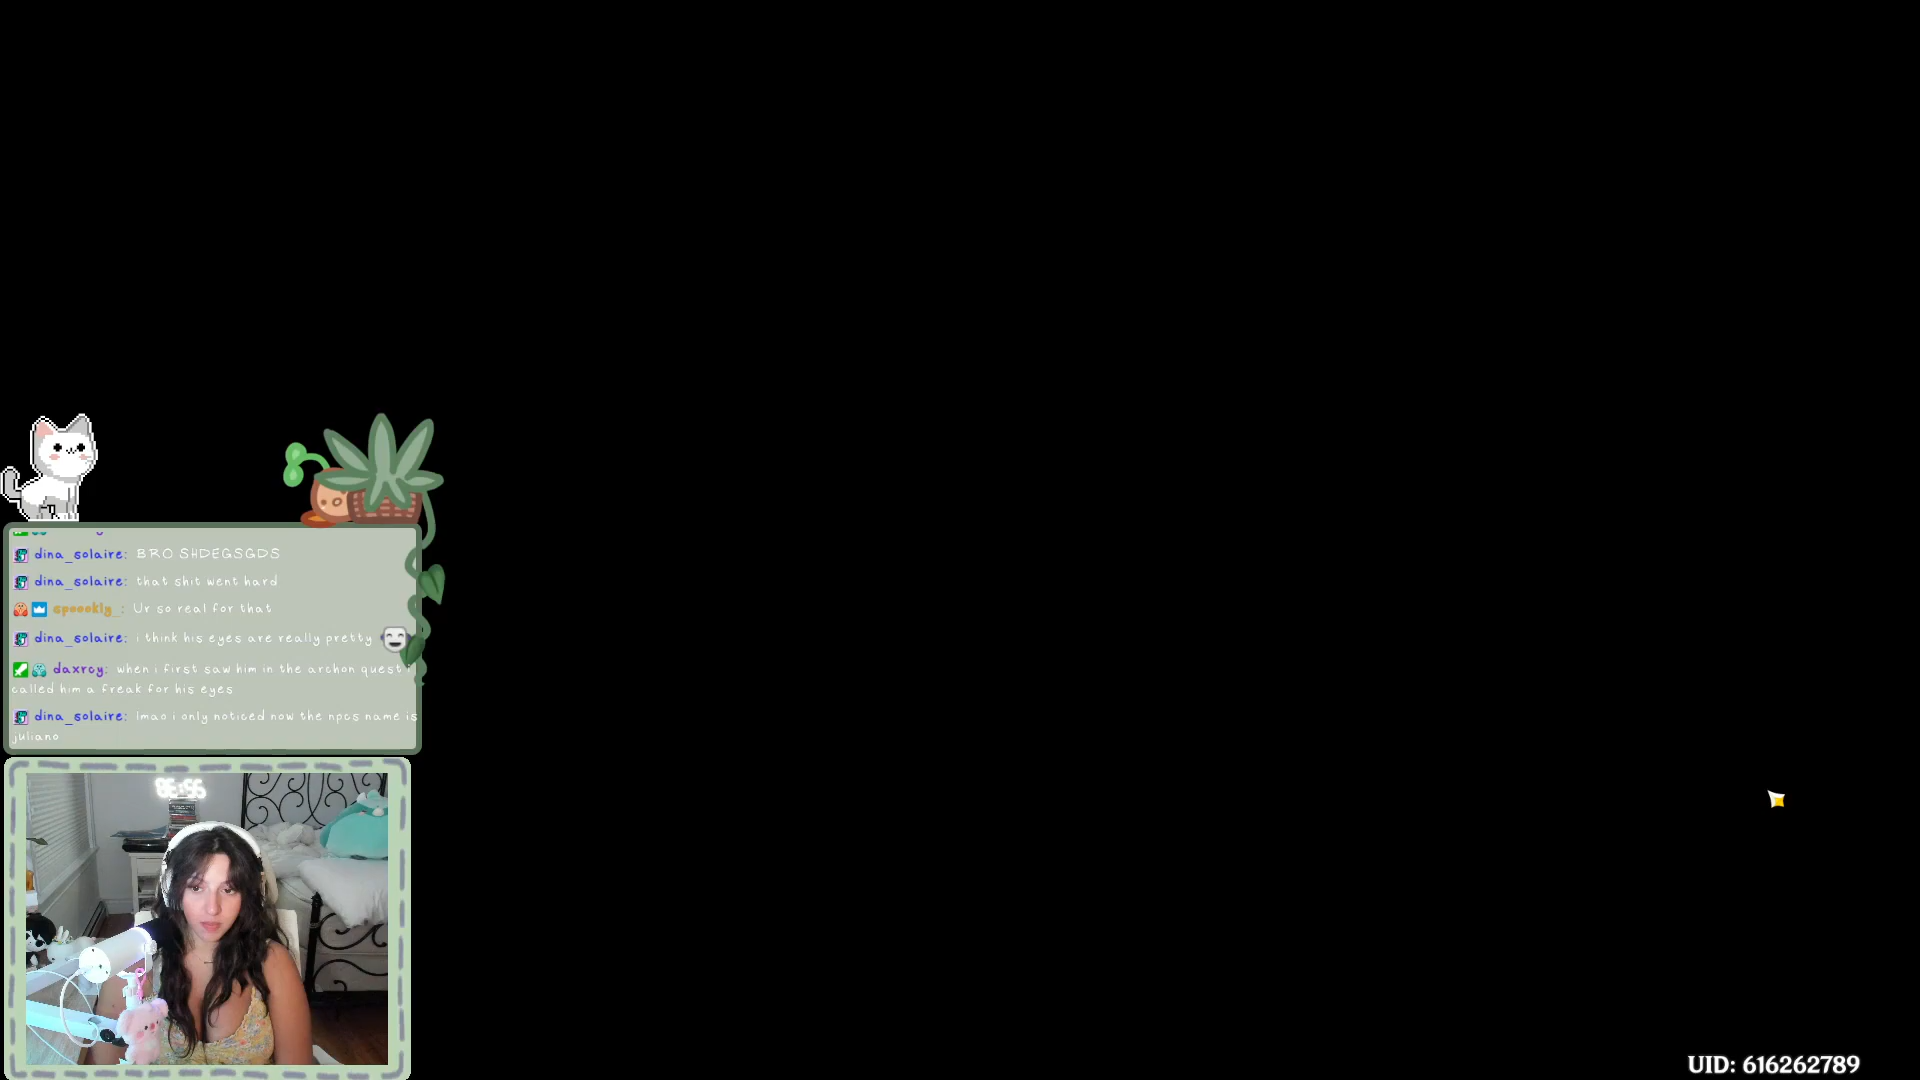 dina_solaire: BRO SHDEGSGDS
dina_solaire: that shit went hard
spoookly_: Ur so real for that
dina_solaire: i think his eyes are really pretty
daxrcy: when i first saw him in the archon quest i
called him a freak for his eyes
dina_solaire: lmao i only noticed now the npcs name is
juliano
UID: 616262789